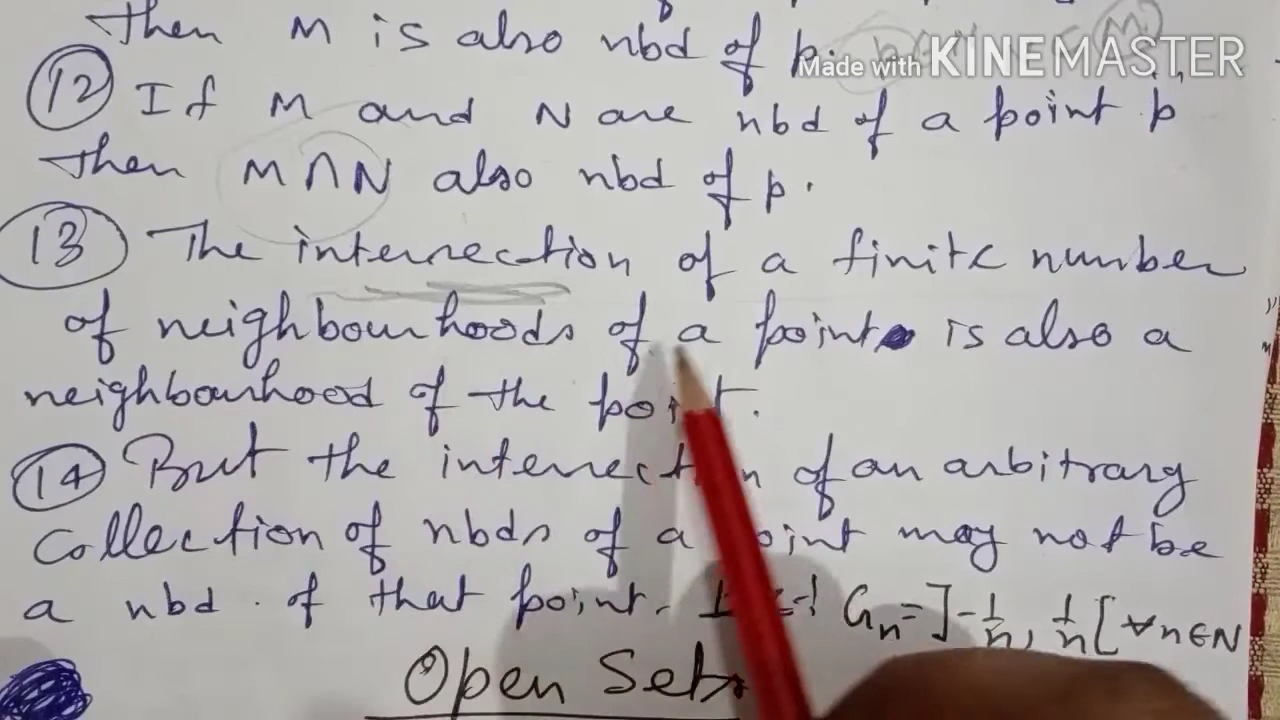 Then M is also nbd of p.
Made with KINEMASTER
12 If M and N are nbd of a point p
then M∩N also nbd of p.
13 The intersection of a finite number
of neighbourhoods of a point is also a
neighbourhood of the point.
14 But the intersection of an arbitrary
collection of nbds of a point may not be
a nbd. of that point. Gn = ]-1/n, 1/n[ ∀n∈N
Open Sets